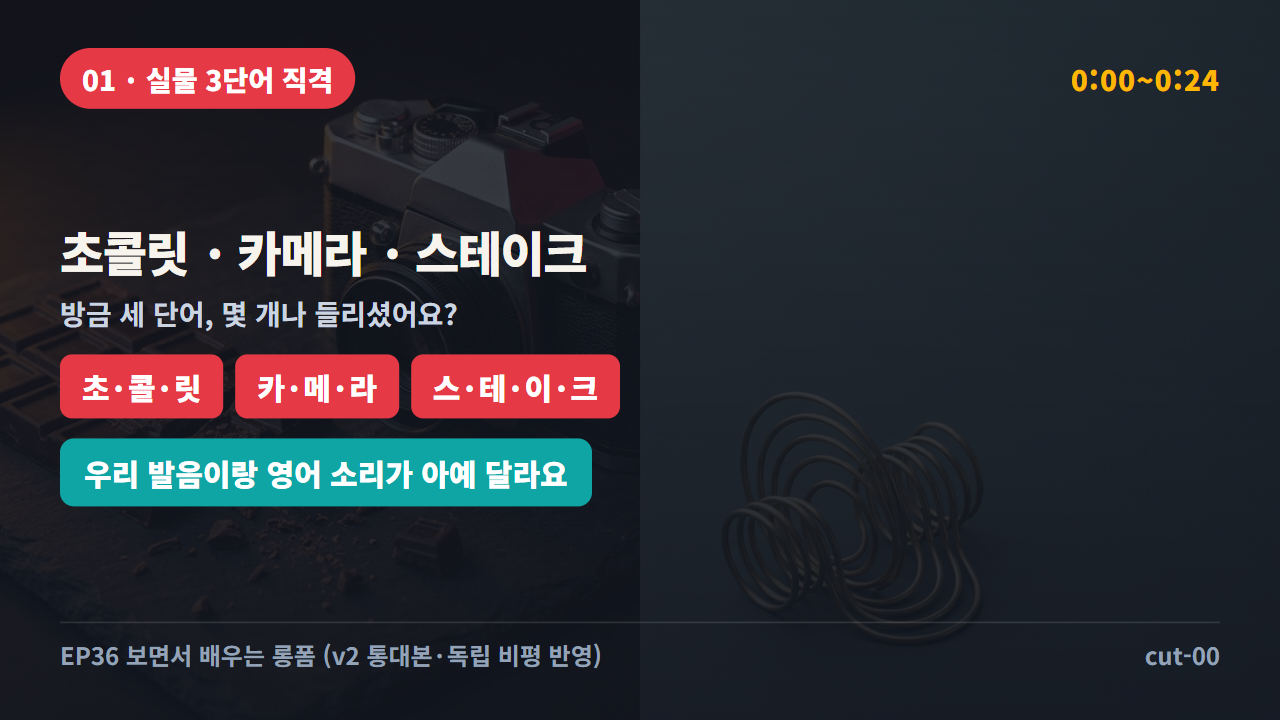 01 · 실물 3단어 직격
0:00~0:24
초콜릿 · 카메라 · 스테이크
방금 세 단어, 몇 개나 들리셨어요?
초·콜·릿
카·메·라
스·테·이·크
우리 발음이랑 영어 소리가 아예 달라요
EP36 보면서 배우는 롱폼 (v2 통대본·독립 비평 반영)
cut-00